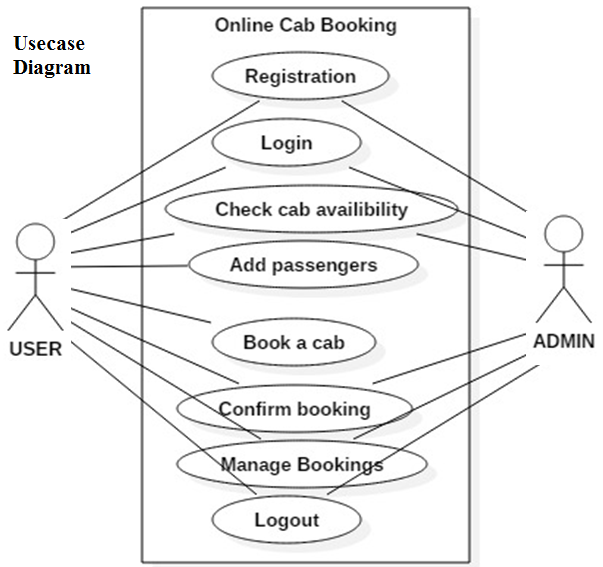 Usecase
Diagram
Online Cab Booking
Registration
Login
Check cab availibility
Add passengers
Book a cab
Confirm booking
Manage Bookings
Logout
USER
ADMIN